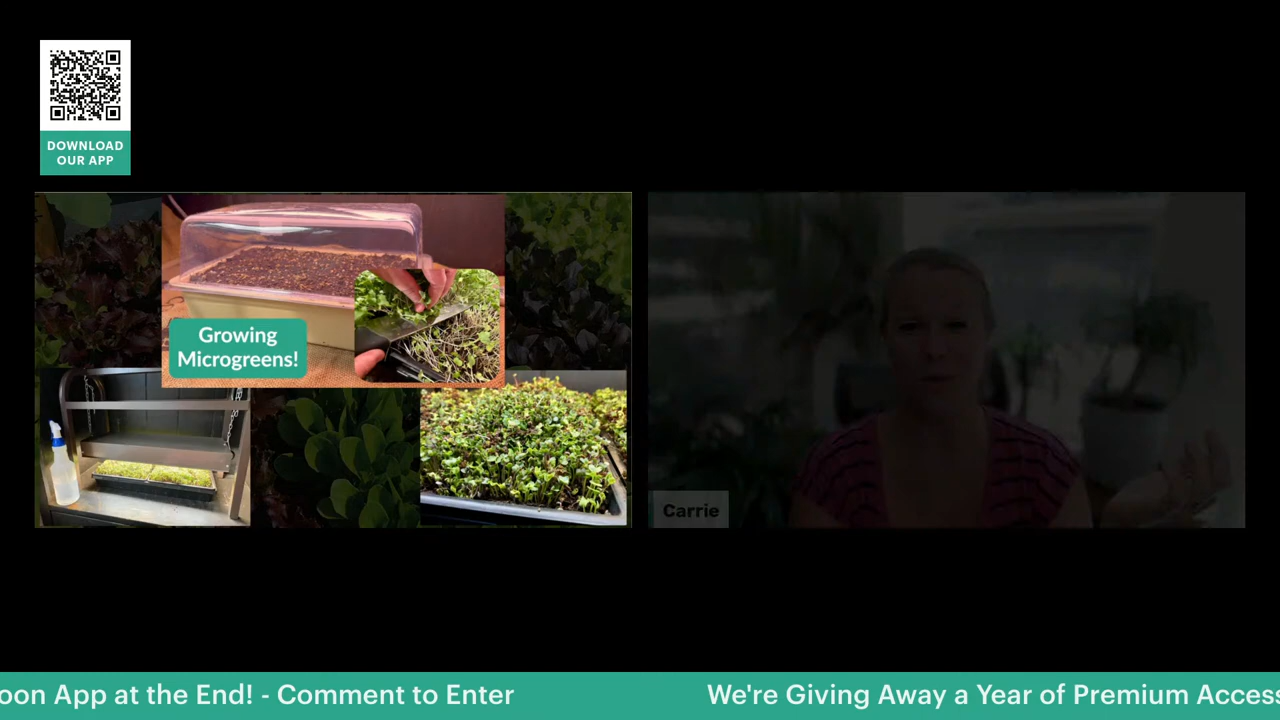 DOWNLOAD
OUR APP
Growing
Microgreens!
Carrie
oon App at the End! - Comment to Enter We're Giving Away a Year of Premium Access